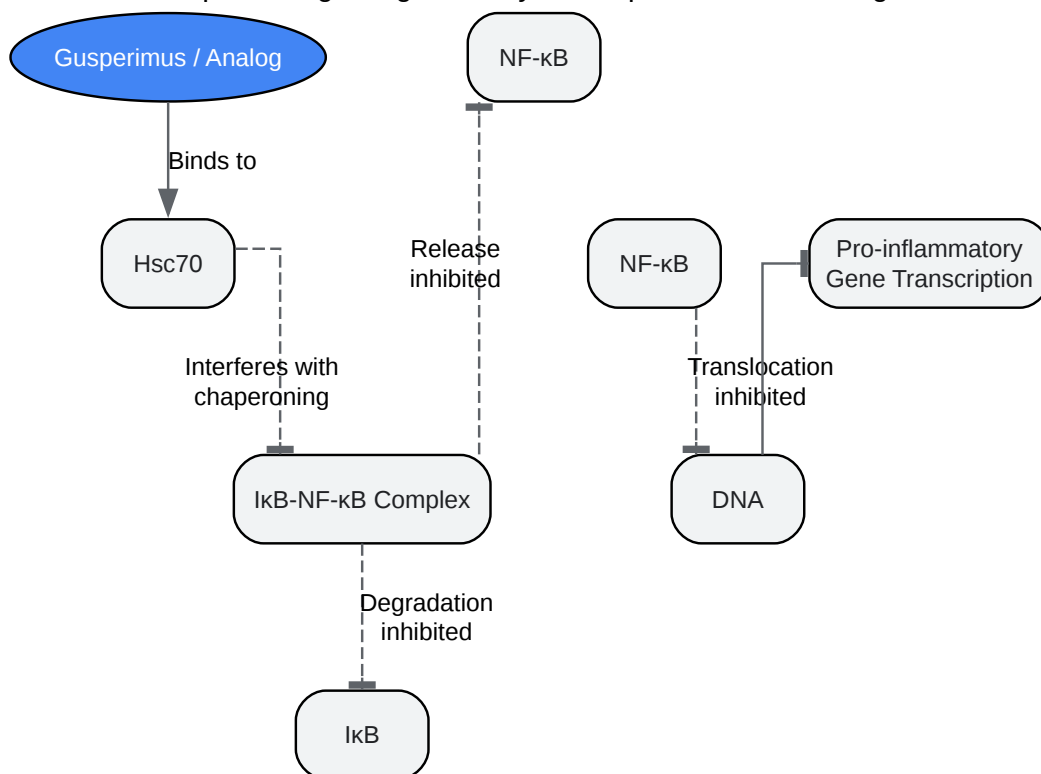 Gusperimus / Analog
NF-κB
Binds to
Hsc70
Release
inhibited
NF-κB
Pro-inflammatory
Gene Transcription
Interferes with
chaperoning
Translocation
inhibited
IκB-NF-κB Complex
DNA
Degradation
inhibited
IκB